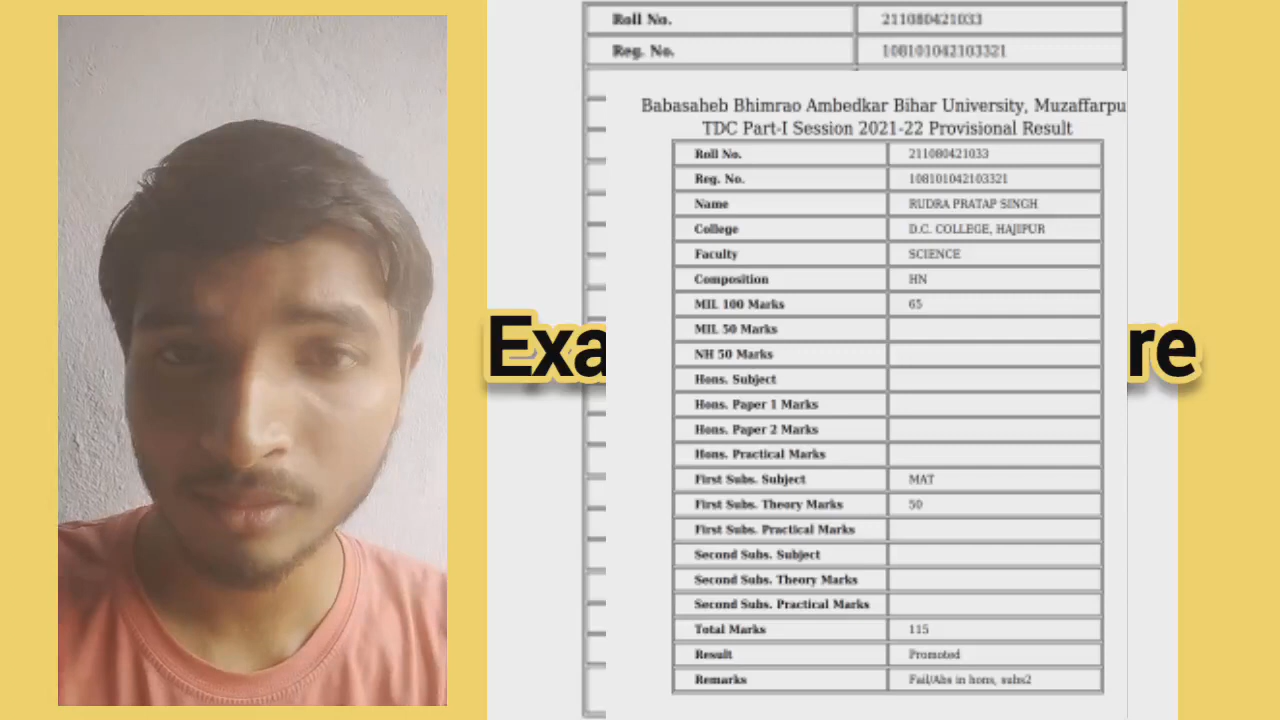 Roll No. 211080421033
Reg. No. 108101042103321
Babasaheb Bhimrao Ambedkar Bihar University, Muzaffarpu
TDC Part-I Session 2021-22 Provisional Result
Roll No. 211080421033
Reg. No. 108101042103321
Name RUDRA PRATAP SINGH
College D.C. COLLEGE, HAJIPUR
Faculty SCIENCE
Composition HN
MIL 100 Marks 65
MIL 50 Marks
NH 50 Marks
Exa re
Hons. Subject
Hons. Paper 1 Marks
Hons. Paper 2 Marks
Hons. Practical Marks
First Subs. Subject MAT
First Subs. Theory Marks 50
First Subs. Practical Marks
Second Subs. Subject
Second Subs. Theory Marks
Second Subs. Practical Marks
Total Marks 115
Result Promoted
Remarks Fail/Abs in hons, subs2